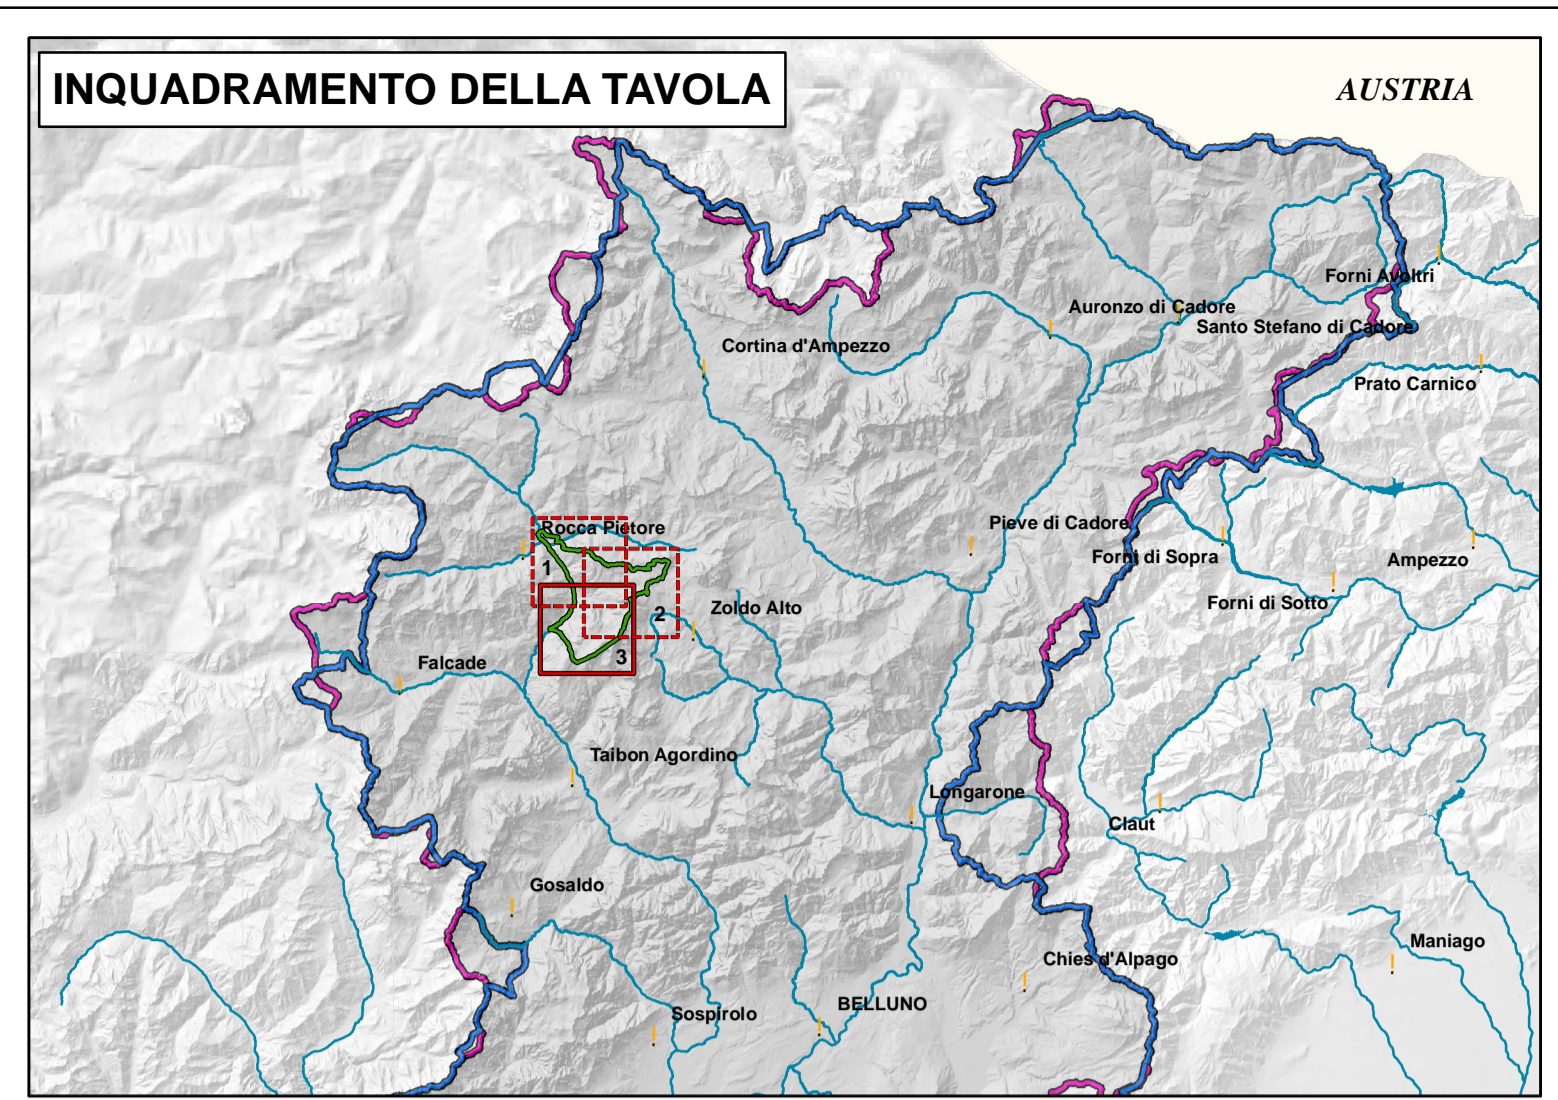 INQUADRAMENTO DELLA TAVOLA
AUSTRIA
Forni Avoltri
Auronzo di Cadore
Santo Stefano di Cadore
Cortina d'Ampezzo
Prato Carnico
Rocca Pietore
Pieve di Cadore
Forni di Sopra
Ampezzo
1
Forni di Sotto
Zoldo Alto
2
3
Falcade
Taibon Agordino
Longarone
Claut
Gosaldo
Maniago
Chies d'Alpago
BELLUNO
Sospirolo